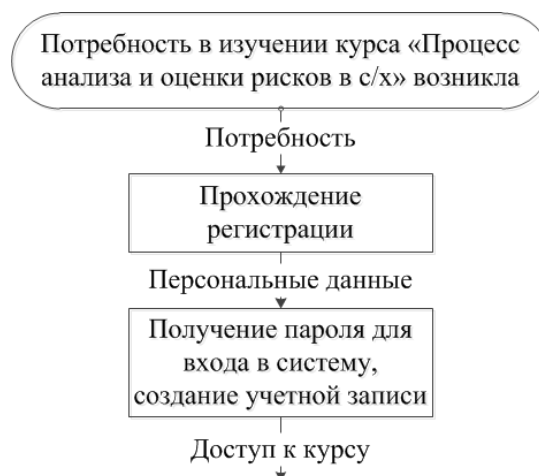 Потребность в изучении курса «Процесс
анализа и оценки рисков в с/х» возникла
Потребность
Прохождение
регистрации
Персональные данные
Получение пароля для
входа в систему,
создание учетной записи
Доступ к курсу